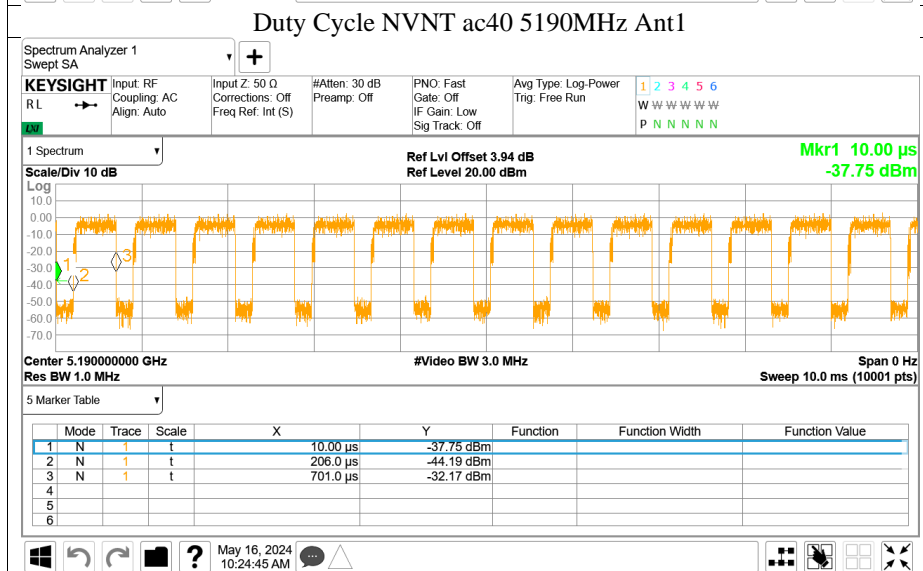 Duty Cycle NVNT ac40 5190MHz Ant1
Spectrum Analyzer 1
Swept SA
▼ +
KEYSIGHT Input: RF Input Z: 50 Ω #Atten: 30 dB PNO: Fast Avg Type: Log-Power 1 2 3 4 5 6
R L Coupling: AC Corrections: Off Preamp: Off Gate: Off Trig: Free Run W W W W W W
Align: Auto Freq Ref: Int (S) IF Gain: Low
LXI Sig Track: Off P N N N N N
1 Spectrum ▼ Ref Lvl Offset 3.94 dB Mkr1 10.00 µs
Scale/Div 10 dB Ref Level 20.00 dBm -37.75 dBm
Log
10.0
0.00
-10.0
-20.0
3
-30.0
1 2
-40.0
-50.0
-60.0
-70.0
Center 5.190000000 GHz #Video BW 3.0 MHz Span 0 Hz
Res BW 1.0 MHz Sweep 10.0 ms (10001 pts)
5 Marker Table ▼
Mode Trace Scale X Y Function Function Width Function Value
1 N 1 t 10.00 µs -37.75 dBm
2 N 1 t 206.0 µs -44.19 dBm
3 N 1 t 701.0 µs -32.17 dBm
4
5
6
? May 16, 2024
10:24:45 AM